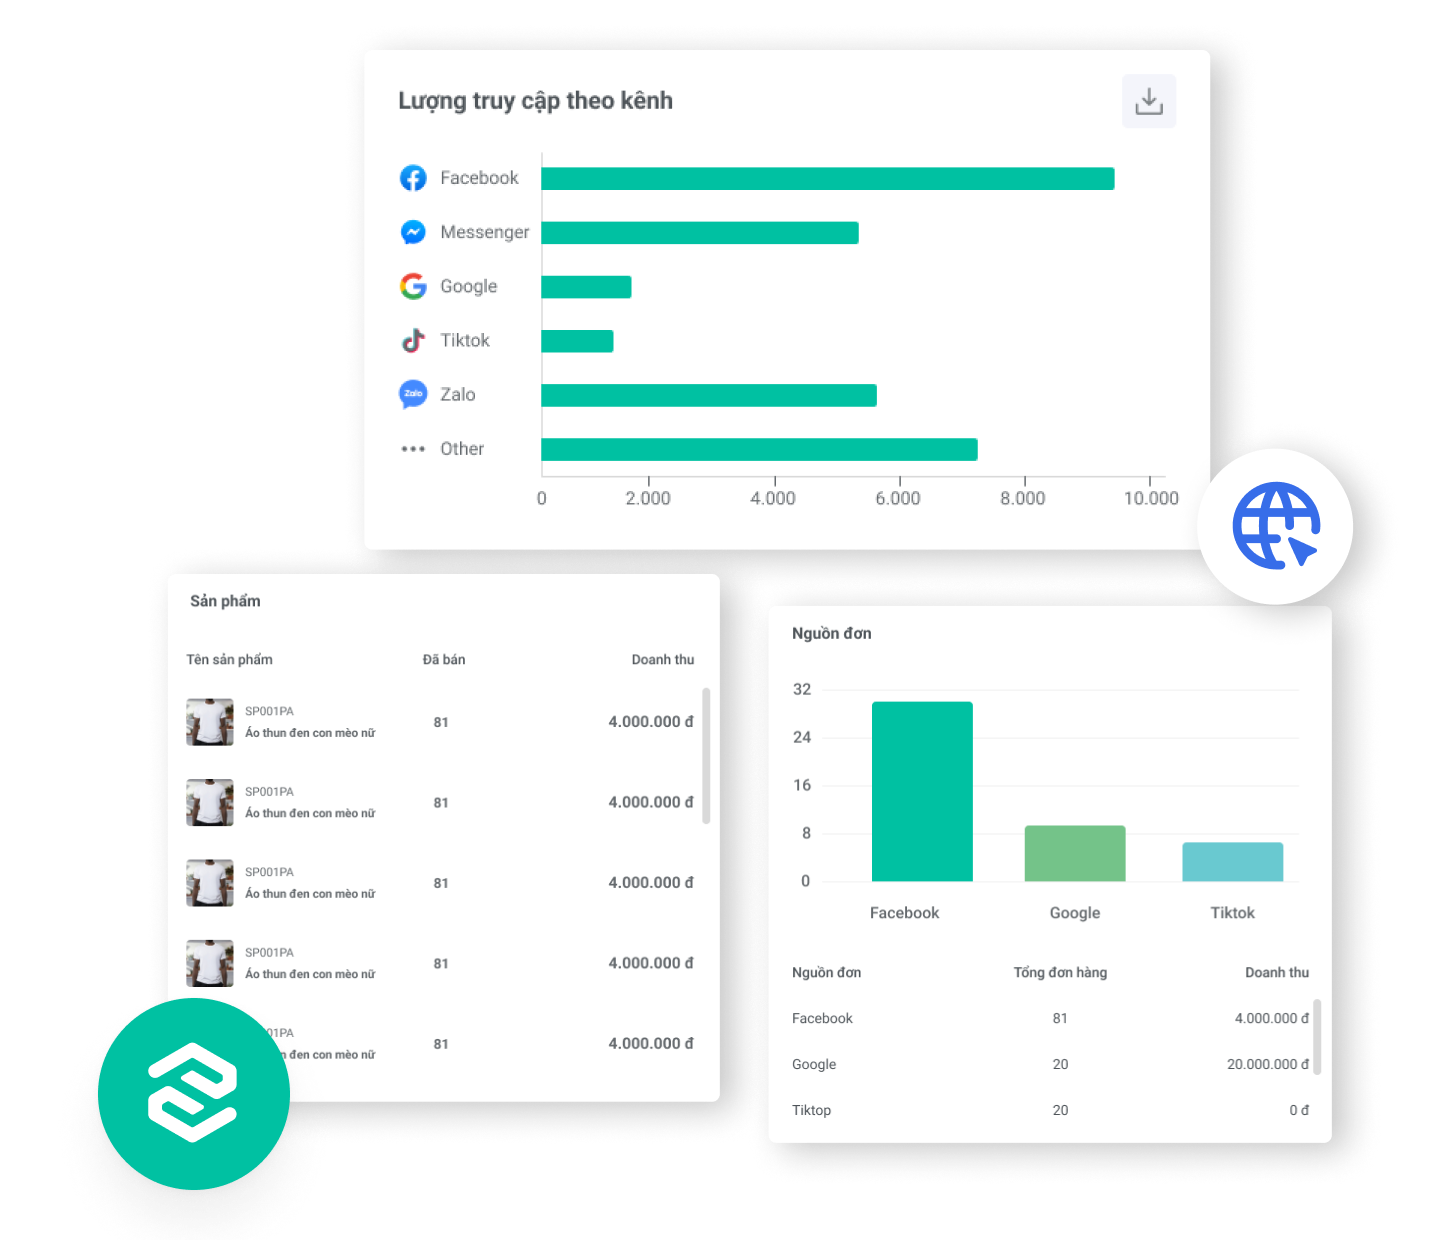 Lượng truy cập theo kênh
Facebook
Messenger
Google
Tiktok
Zalo
Zalo
Other
0 2.000 4.000 6.000 8.000 10.000
Sản phẩm
Tên sản phẩm Đã bán Doanh thu
SP001PA
Áo thun đen con mèo nữ 81 4.000.000 đ
SP001PA
Áo thun đen con mèo nữ 81 4.000.000 đ
SP001PA
Áo thun đen con mèo nữ 81 4.000.000 đ
SP001PA
Áo thun đen con mèo nữ 81 4.000.000 đ
01PA
n đen con mèo nữ 81 4.000.000 đ
Nguồn đơn
32
24
16
8
0
Facebook Google Tiktok
Nguồn đơn Tổng đơn hàng Doanh thu
Facebook 81 4.000.000 đ
Google 20 20.000.000 đ
Tiktop 20 0 đ